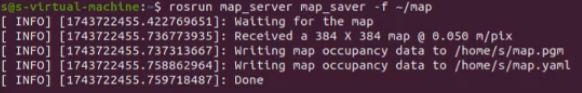 s@s-virtual-machine:~$ rosrun map_server map_saver -f ~/map
[ INFO] [1743722455.422769651]: Waiting for the map
[ INFO] [1743722455.736773935]: Received a 384 X 384 map @ 0.050 m/pix
[ INFO] [1743722455.737313667]: Writing map occupancy data to /home/s/map.pgm
[ INFO] [1743722455.758862964]: Writing map occupancy data to /home/s/map.yaml
[ INFO] [1743722455.759718487]: Done